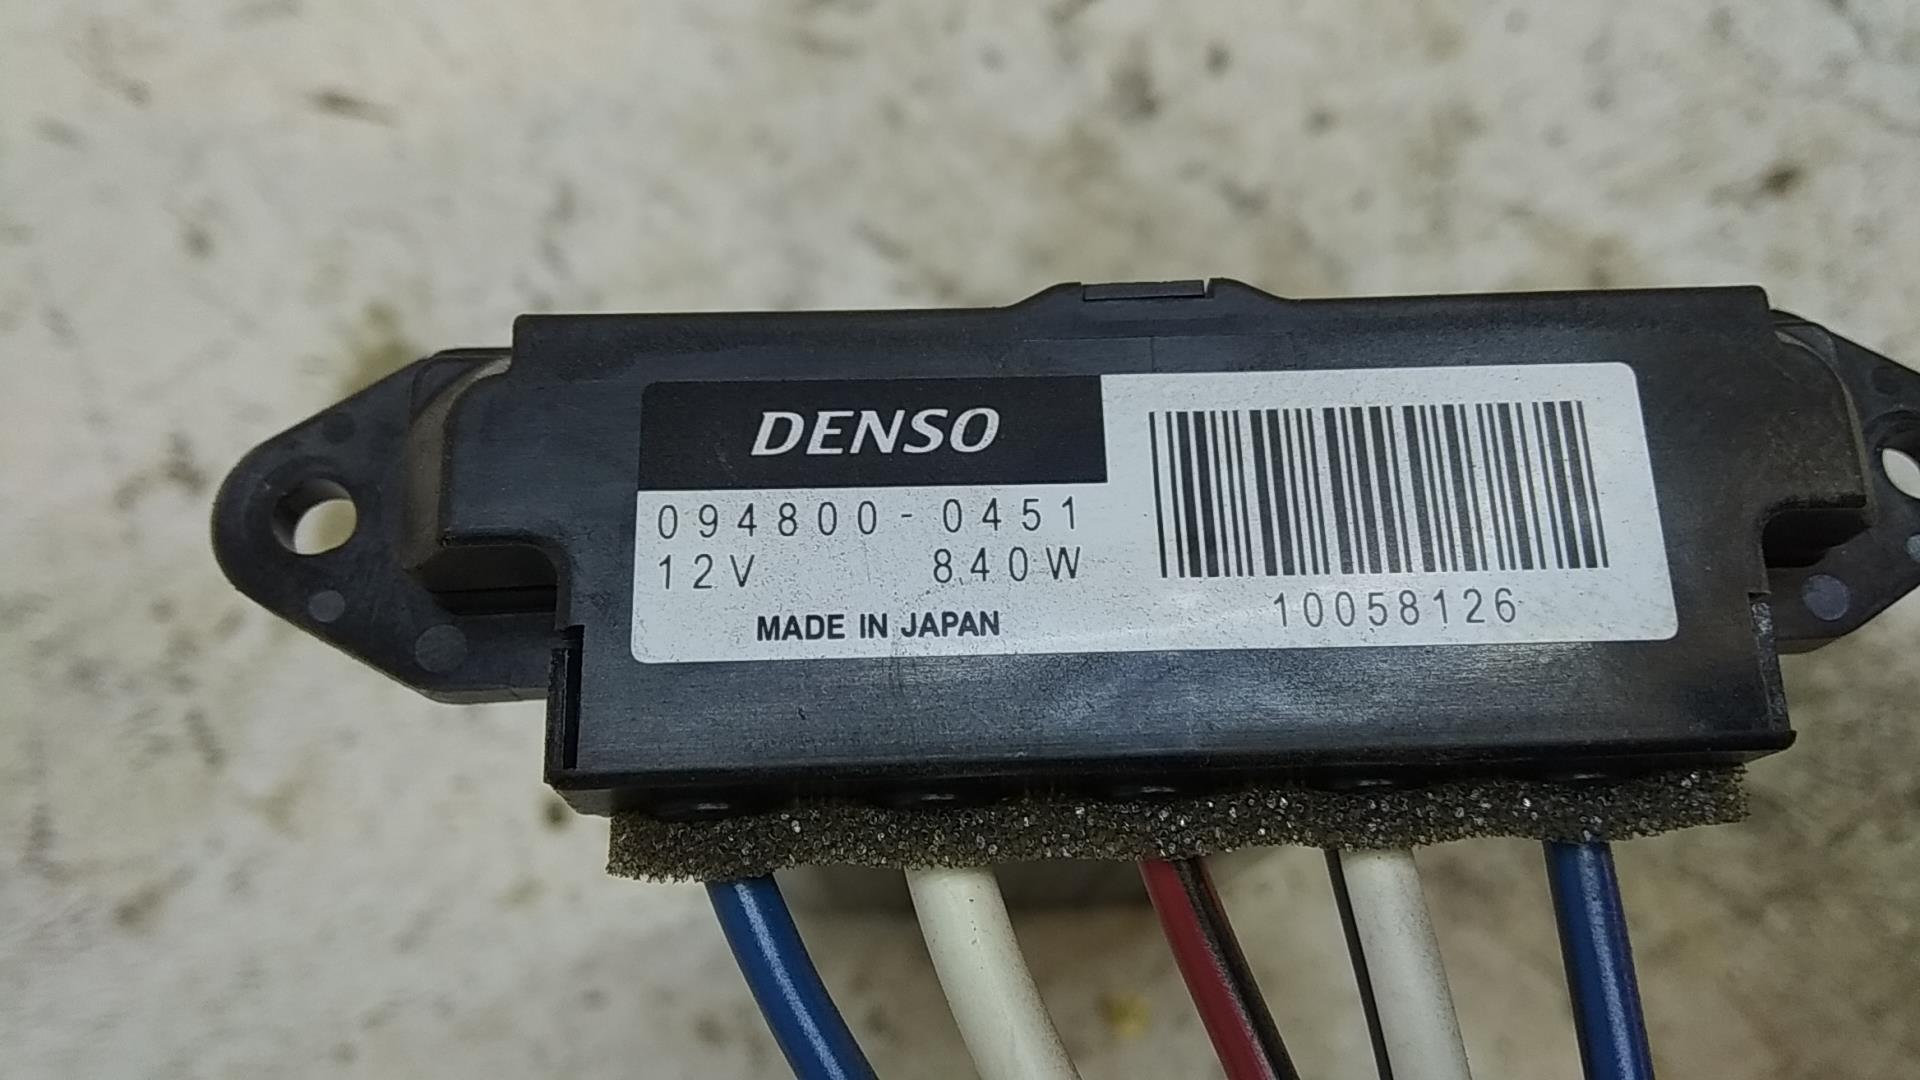 DENSO
094800-0451
12V 840W
MADE IN JAPAN
10058126